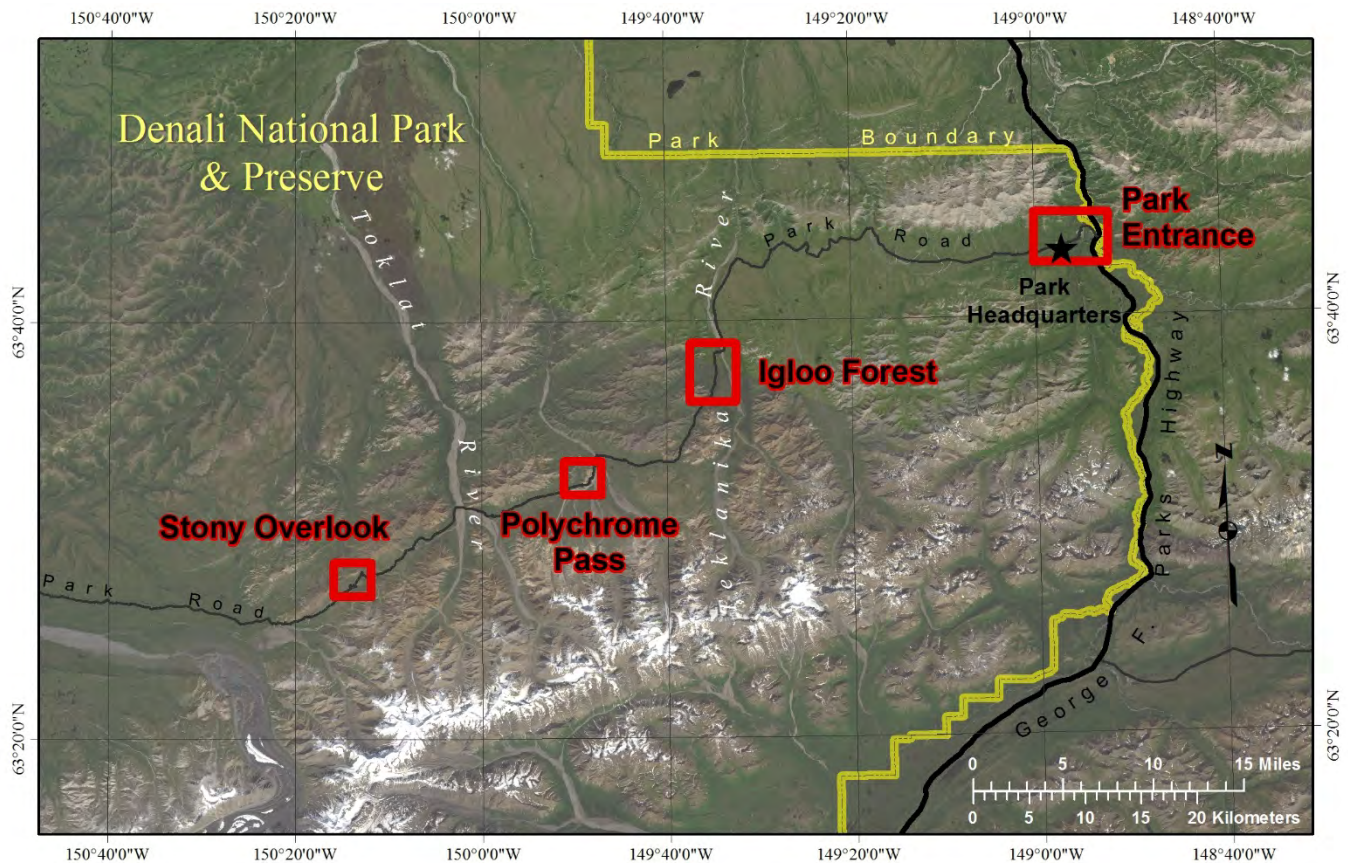 150°40'0"W 150°20'0"W 150°0'0"W 149°40'0"W 149°20'0"W 149°0'0"W 148°40'0"W
Denali National Park
& Preserve
Park Boundary
Park
Entrance
Park Road
Park
Headquarters
63°40'0"N
63°40'0"N
Toklat
River
Teklanika
River
Igloo Forest
Polychrome
Pass
Stony Overlook
Park Road
George F. Parks Highway
N
63°20'0"N
63°20'0"N
0 5 10 15 Miles
0 5 10 15 20 Kilometers
150°40'0"W 150°20'0"W 150°0'0"W 149°40'0"W 149°20'0"W 149°0'0"W 148°40'0"W